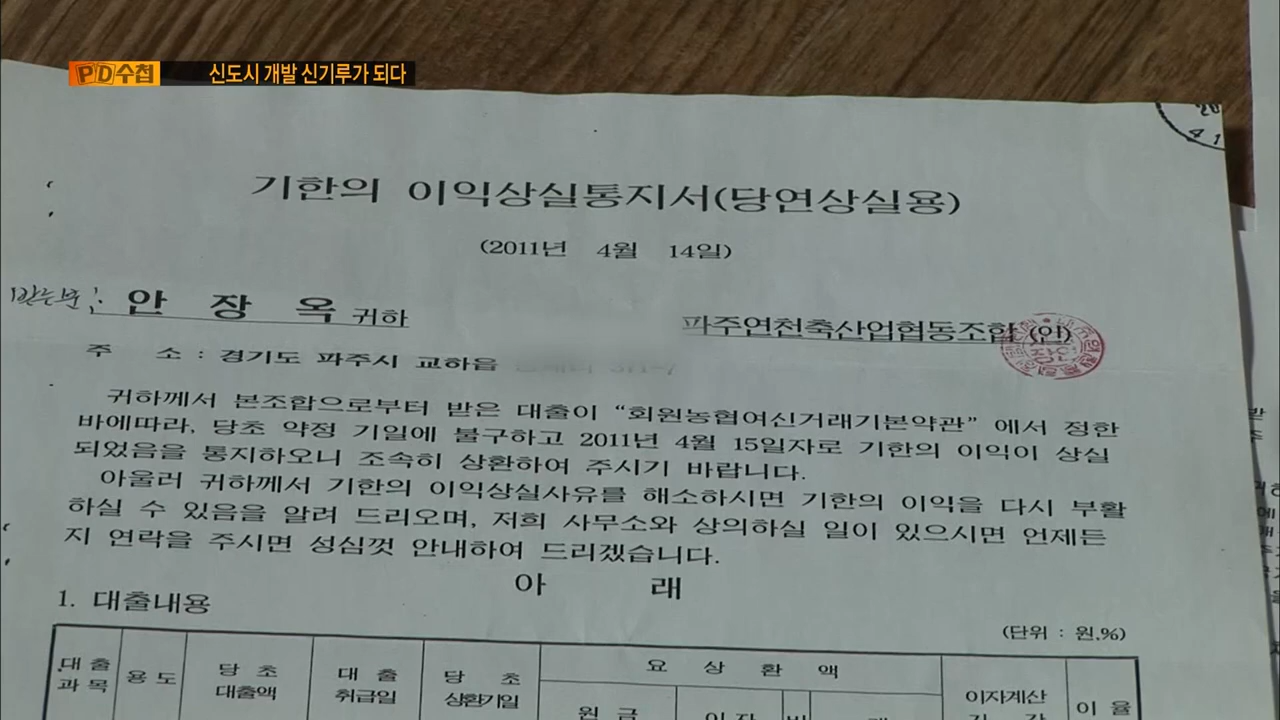 PD수첩 신도시 개발 신기루가 되다
기한의 이익상실통지서(당연상실용)
(2011년 4월 14일)
받는분: 안 장 옥 귀하
파주연천축산업협동조합 (인)
주 소 : 경기도 파주시 교하읍
귀하께서 본조합으로부터 받은 대출이 “회원농협여신거래기본약관” 에서 정한
바에따라, 당초 약정 기일에 불구하고 2011년 4월 15일자로 기한의 이익이 상실
되었음을 통지하오니 조속히 상환하여 주시기 바랍니다.
아울러 귀하께서 기한의 이익상실사유를 해소하시면 기한의 이익을 다시 부활
하실 수 있음을 알려 드리오며, 저희 사무소와 상의하실 일이 있으시면 언제든
지 연락을 주시면 성심껏 안내하여 드리겠습니다.
아 래
1. 대출내용
(단위 : 원,%)
대 출 과 목
용 도
당 초 대출액
대 출 취급일
당 초 상환기일
요 상 환 액
원 금
이 자
이자계산
이 율